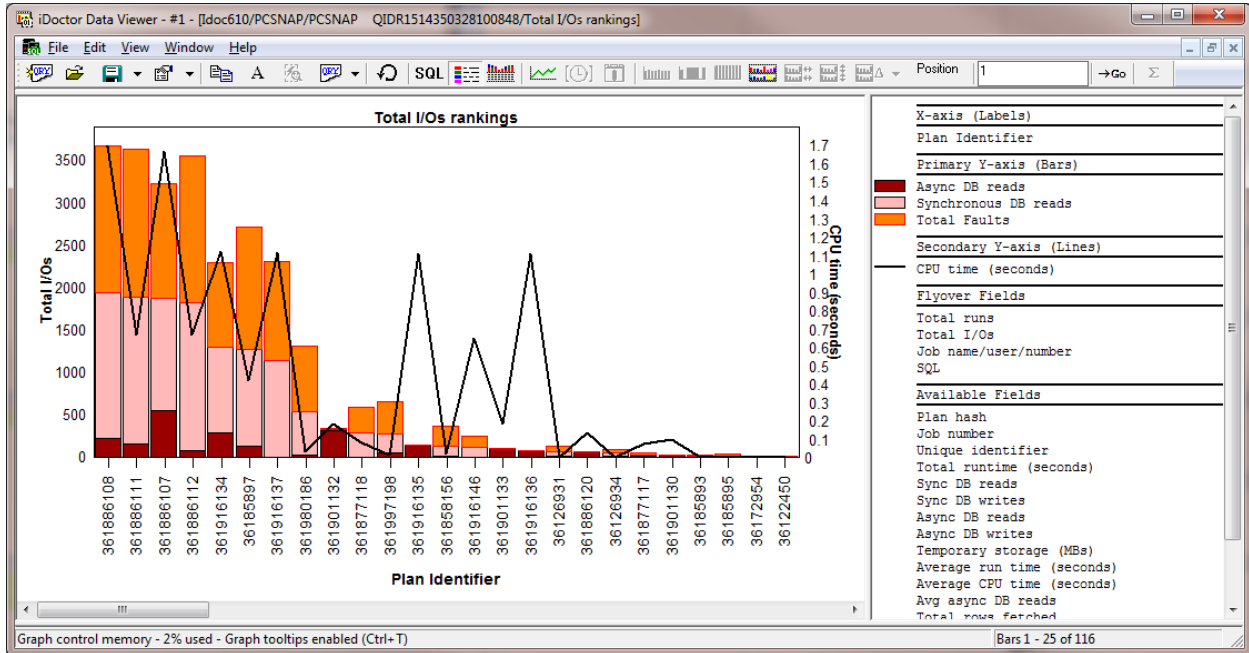 iDoctor Data Viewer - #1 - [Idoc610/PCSNAP/PCSNAP QIDR1514350328100848/Total I/Os rankings]
File Edit View Window Help
QRY A QRY SQL Position 1 →Go Σ
Total I/Os rankings
Total I/Os
3500
3000
2500
2000
1500
1000
500
0
1.7
1.6
1.5
1.4
1.3
1.2
1.1
1
0.9
0.8
0.7
0.6
0.5
0.4
0.3
0.2
0.1
0
CPU time (seconds)
361886108
361886111
361886107
361886112
361916134
36185897
361916137
361980186
361901132
361877118
361997198
361916135
361858156
361916146
361901133
361916136
36126931
361886120
36126934
361877117
361901130
36185893
36185895
36172954
36122450
Plan Identifier
X-axis (Labels)
Plan Identifier
Primary Y-axis (Bars)
Async DB reads
Synchronous DB reads
Total Faults
Secondary Y-axis (Lines)
CPU time (seconds)
Flyover Fields
Total runs
Total I/Os
Job name/user/number
SQL
Available Fields
Plan hash
Job number
Unique identifier
Total runtime (seconds)
Sync DB reads
Sync DB writes
Async DB reads
Async DB writes
Temporary storage (MBs)
Average run time (seconds)
Average CPU time (seconds)
Avg async DB reads
Total rows fetched
Graph control memory - 2% used - Graph tooltips enabled (Ctrl+T)
Bars 1 - 25 of 116